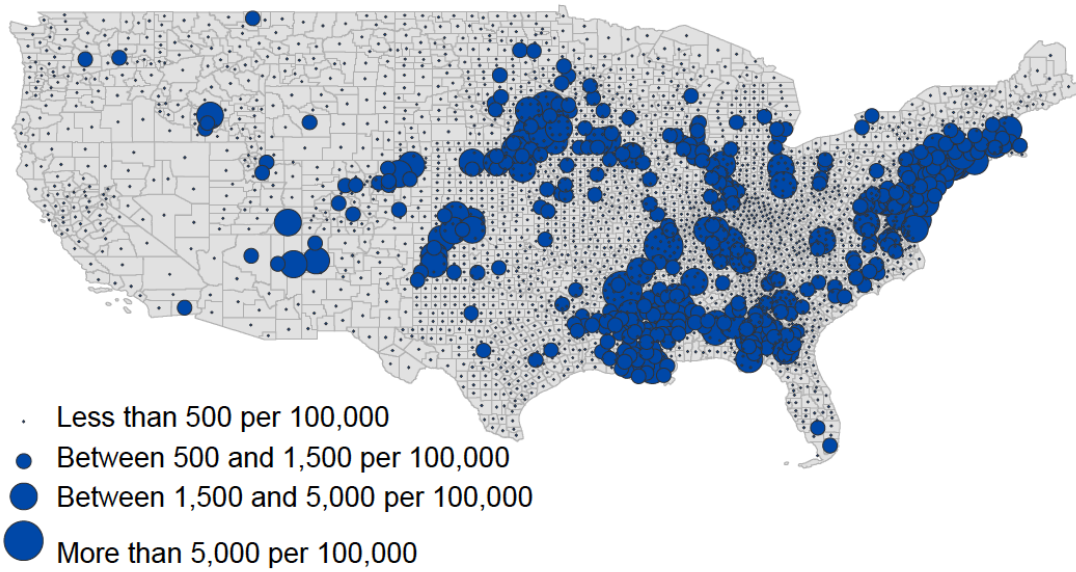 Less than 500 per 100,000
Between 500 and 1,500 per 100,000
Between 1,500 and 5,000 per 100,000
More than 5,000 per 100,000